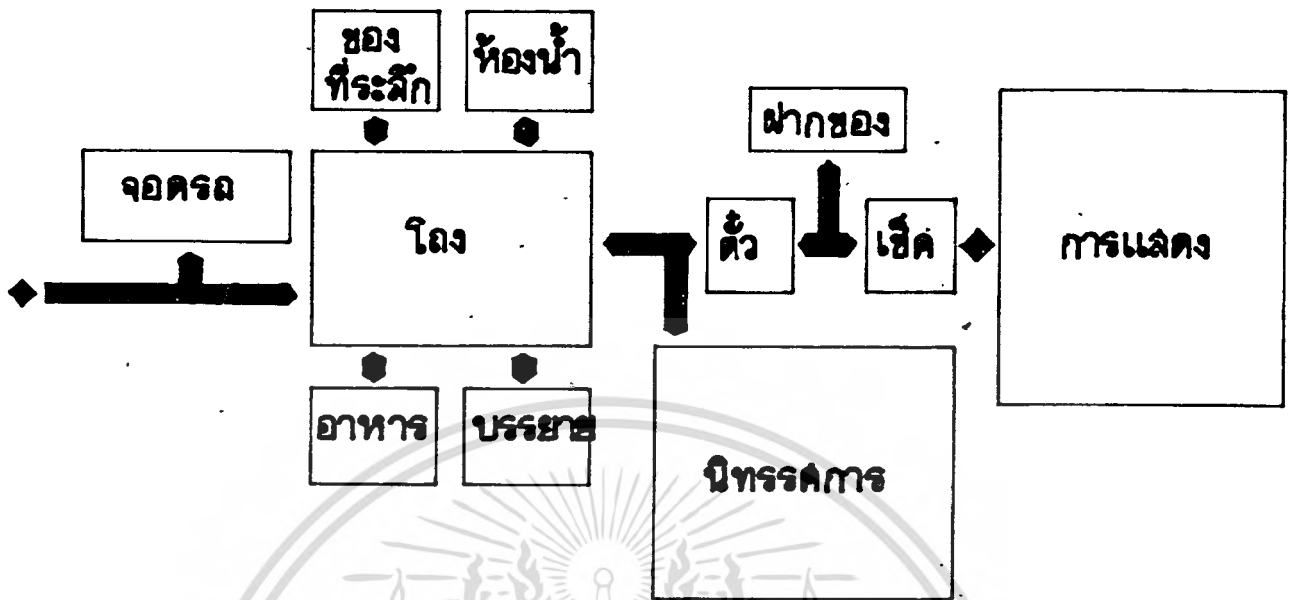 ของ
ที่ระลึก
ห้องน้ำ
ฝากของ
จอดรถ
โถง
ตั๋ว
เช็ค
การแสดง
อาหาร
บรรยาย
นิทรรศการ